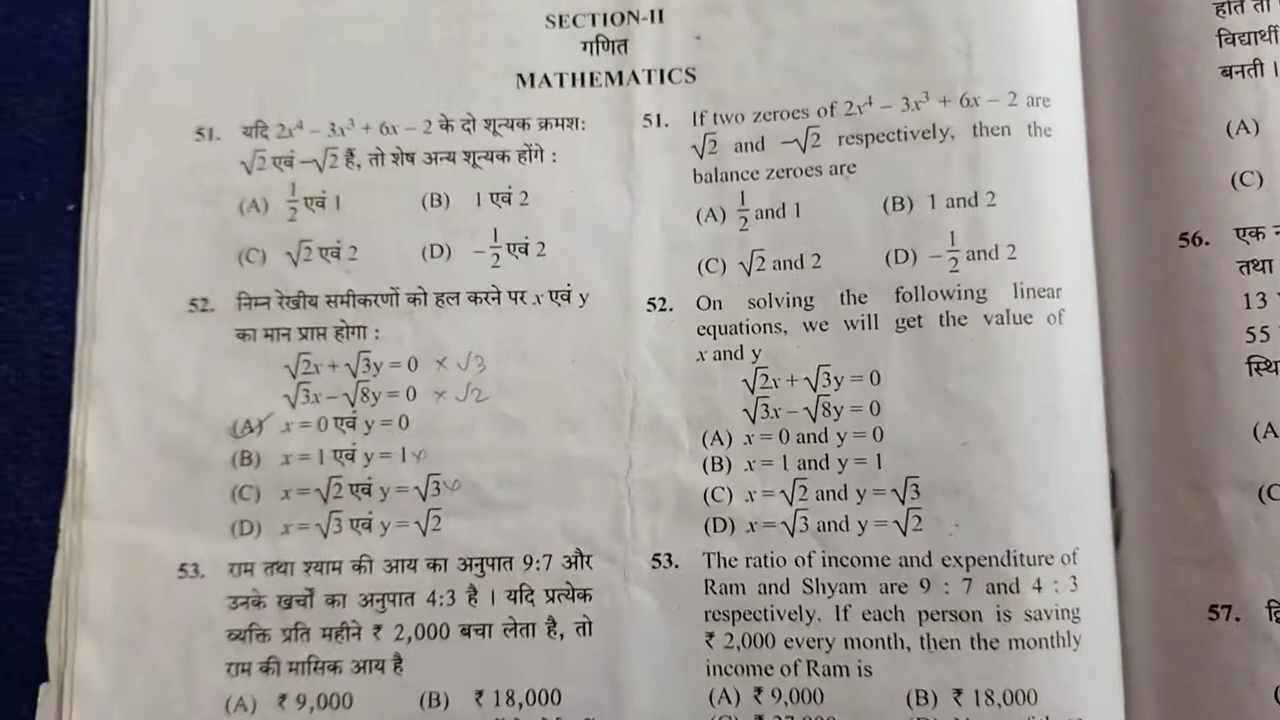 SECTION-II
गणित
MATHEMATICS
51. यदि 2x⁴ – 3x³ + 6x – 2 के दो शून्यक क्रमश:
√2 एवं –√2 हैं, तो शेष अन्य शून्यक होंगे :
(A) 1/2 एवं 1 (B) 1 एवं 2
(C) √2 एवं 2 (D) –1/2 एवं 2
52. निम्न रेखीय समीकरणों को हल करने पर x एवं y
का मान प्राप्त होगा :
√2x + √3y = 0 × √3
√3x – √8y = 0 × √2
(A) x = 0 एवं y = 0
(B) x = 1 एवं y = 1
(C) x = √2 एवं y = √3
(D) x = √3 एवं y = √2
53. राम तथा श्याम की आय का अनुपात 9:7 और
उनके खर्चों का अनुपात 4:3 है । यदि प्रत्येक
व्यक्ति प्रति महीने ₹ 2,000 बचा लेता है, तो
राम की मासिक आय है
(A) ₹ 9,000 (B) ₹ 18,000
51. If two zeroes of 2x⁴ – 3x³ + 6x – 2 are
√2 and –√2 respectively, then the
balance zeroes are
(A) 1/2 and 1 (B) 1 and 2
(C) √2 and 2 (D) –1/2 and 2
52. On solving the following linear
equations, we will get the value of
x and y
√2x + √3y = 0
√3x – √8y = 0
(A) x = 0 and y = 0
(B) x = 1 and y = 1
(C) x = √2 and y = √3
(D) x = √3 and y = √2
53. The ratio of income and expenditure of
Ram and Shyam are 9 : 7 and 4 : 3
respectively. If each person is saving
₹ 2,000 every month, then the monthly
income of Ram is
(A) ₹ 9,000 (B) ₹ 18,000
विद्यार्थी
बनती ।
(A)
(C)
56. एक
तथा
13
55
(A
(C
57.